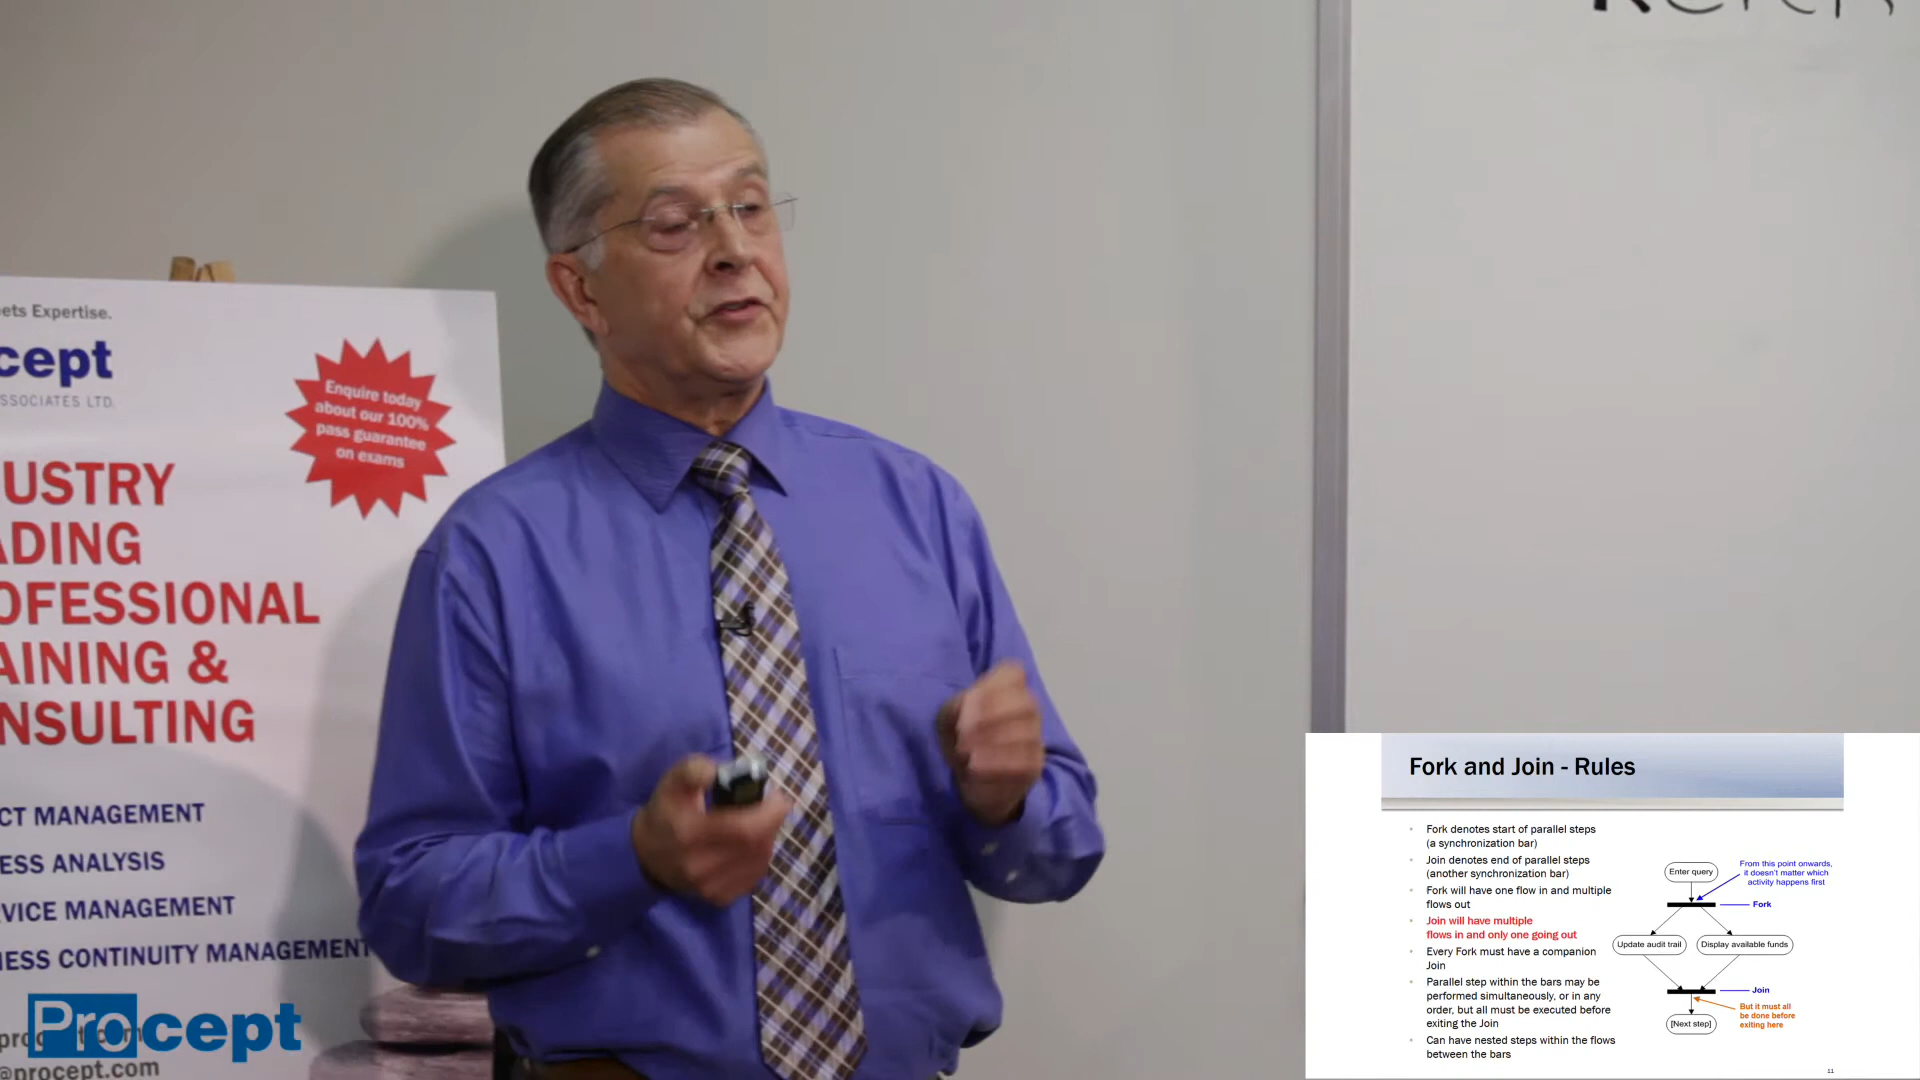 ets Expertise.
cept
SSOCIATES LTD.
Enquire today
about our 100%
pass guarantee
on exams
USTRY
ADING
OFESSIONAL
AINING &
NSULTING
CT MANAGEMENT
ESS ANALYSIS
VICE MANAGEMENT
NESS CONTINUITY MANAGEMENT
Procept
@procept.com
Fork and Join - Rules
Fork denotes start of parallel steps
(a synchronization bar)
Join denotes end of parallel steps
(another synchronization bar)
Fork will have one flow in and multiple
flows out
Join will have multiple
flows in and only one going out
Every Fork must have a companion
Join
Parallel step within the bars may be
performed simultaneously, or in any
order, but all must be executed before
exiting the Join
Can have nested steps within the flows
between the bars
Enter query
From this point onwards,
it doesn't matter which
activity happens first
Fork
Update audit trail
Display available funds
Join
But it must all
be done before
exiting here
[Next step]
11